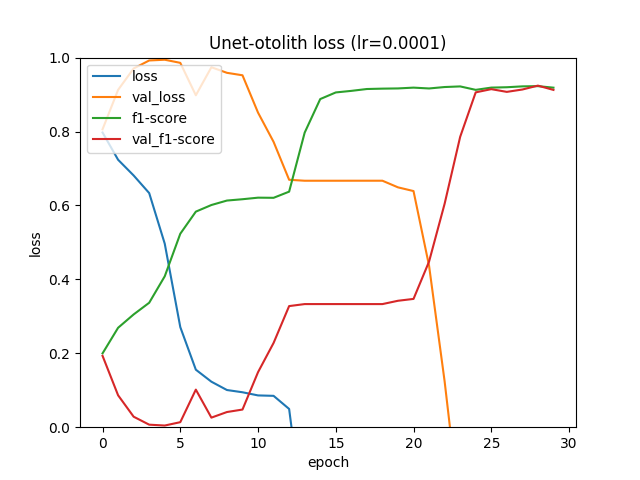 Unet-otolith loss (lr=0.0001)
1.0
0.8
0.6
0.4
0.2
0.0
loss
loss
val_loss
f1-score
val_f1-score
0 5 10 15 20 25 30
epoch